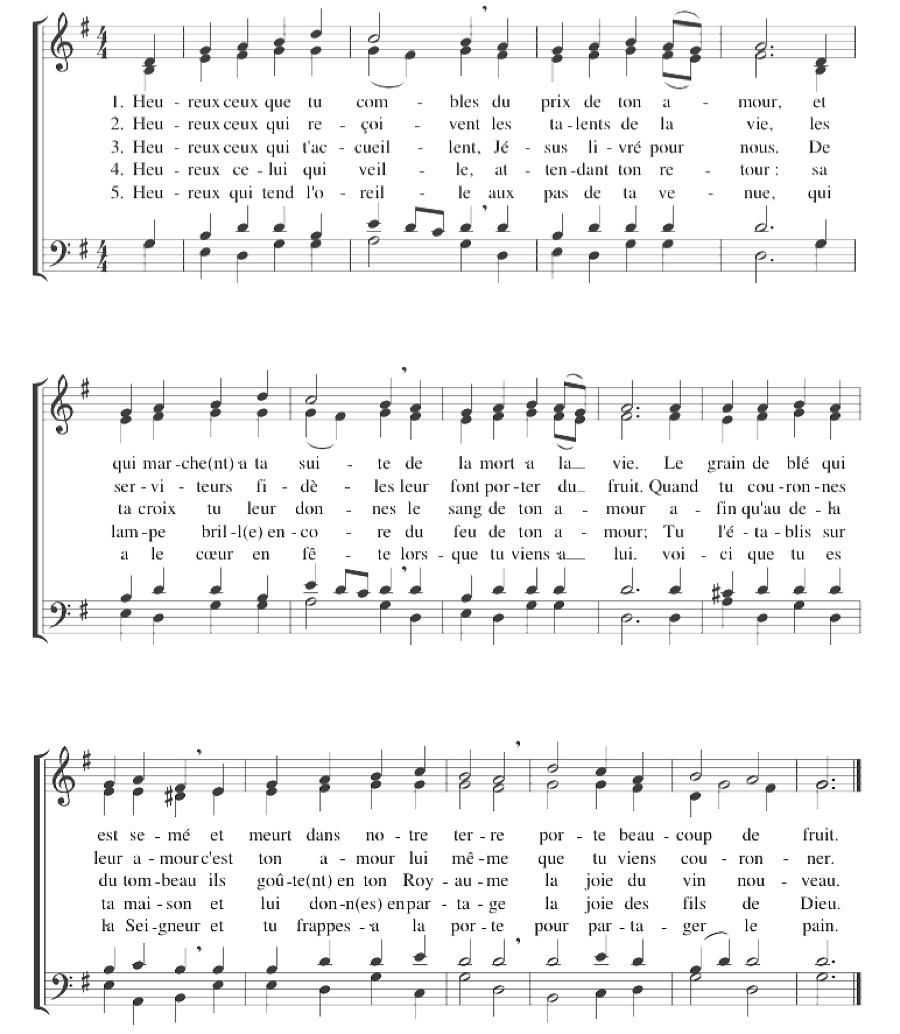 1. Heu - reux ceux que tu com - bles du prix de ton a - mour, et
2. Heu - reux ceux qui re - çoi - vent les ta - lents de la vie, les
3. Heu - reux ceux qui t'ac - cueil - lent, Jé - sus li - vré pour nous. De
4. Heu - reux ce - lui qui veil - le, at - ten - dant ton re - tour : sa
5. Heu - reux qui tend l'o - reil - le aux pas de ta ve - nue, qui
qui mar - che(nt) a ta sui - te de la mort a la vie. Le grain de blé qui
ser - vi - teurs fi - dè - les leur font por - ter du fruit. Quand tu cou - ron - nes
ta croix tu leur don - nes le sang de ton a - mour a - fin qu'au de - la
lam - pe bril - l(e) en - co - re du feu de ton a - mour; Tu l'é - ta - blis sur
a le cœur en fê - te lors - que tu viens a lui. voi - ci que tu es
est se - mé et meurt dans no - tre ter - re por - te beau - coup de fruit.
leur a - mour c'est ton a - mour lui mê - me que tu viens cou - ron - ner.
du tom - beau ils goû - te(nt) en ton Roy - au - me la joie du vin nou - veau.
ta mai - son et lui don - n(es) en par - ta - ge la joie des fils de Dieu.
la Sei - gneur et tu frappes - a la por - te pour par - ta - ger le pain.